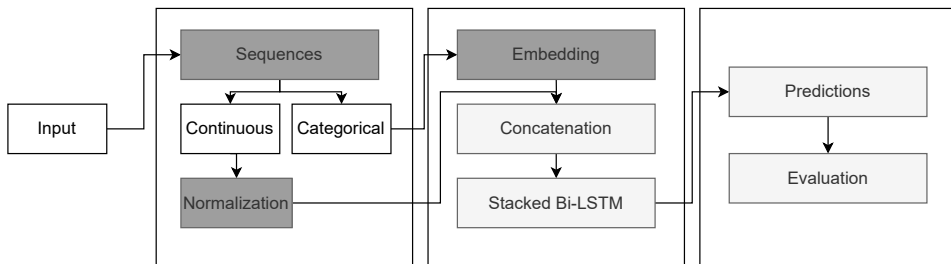 Input
Sequences
Continuous
Categorical
Normalization
Embedding
Concatenation
Stacked Bi-LSTM
Predictions
Evaluation